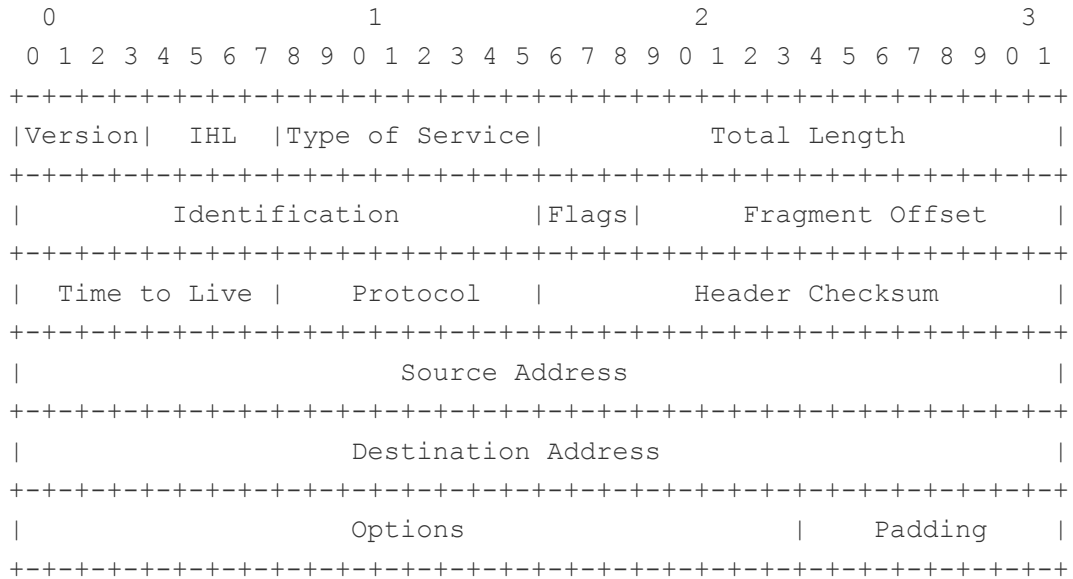 0                   1                   2                   3
 0 1 2 3 4 5 6 7 8 9 0 1 2 3 4 5 6 7 8 9 0 1 2 3 4 5 6 7 8 9 0 1
+-+-+-+-+-+-+-+-+-+-+-+-+-+-+-+-+-+-+-+-+-+-+-+-+-+-+-+-+-+-+-+-+
|Version|  IHL  |Type of Service|          Total Length         |
+-+-+-+-+-+-+-+-+-+-+-+-+-+-+-+-+-+-+-+-+-+-+-+-+-+-+-+-+-+-+-+-+
|         Identification        |Flags|      Fragment Offset    |
+-+-+-+-+-+-+-+-+-+-+-+-+-+-+-+-+-+-+-+-+-+-+-+-+-+-+-+-+-+-+-+-+
|  Time to Live |    Protocol   |         Header Checksum       |
+-+-+-+-+-+-+-+-+-+-+-+-+-+-+-+-+-+-+-+-+-+-+-+-+-+-+-+-+-+-+-+-+
|                       Source Address                          |
+-+-+-+-+-+-+-+-+-+-+-+-+-+-+-+-+-+-+-+-+-+-+-+-+-+-+-+-+-+-+-+-+
|                    Destination Address                        |
+-+-+-+-+-+-+-+-+-+-+-+-+-+-+-+-+-+-+-+-+-+-+-+-+-+-+-+-+-+-+-+-+
|                    Options                    |    Padding    |
+-+-+-+-+-+-+-+-+-+-+-+-+-+-+-+-+-+-+-+-+-+-+-+-+-+-+-+-+-+-+-+-+